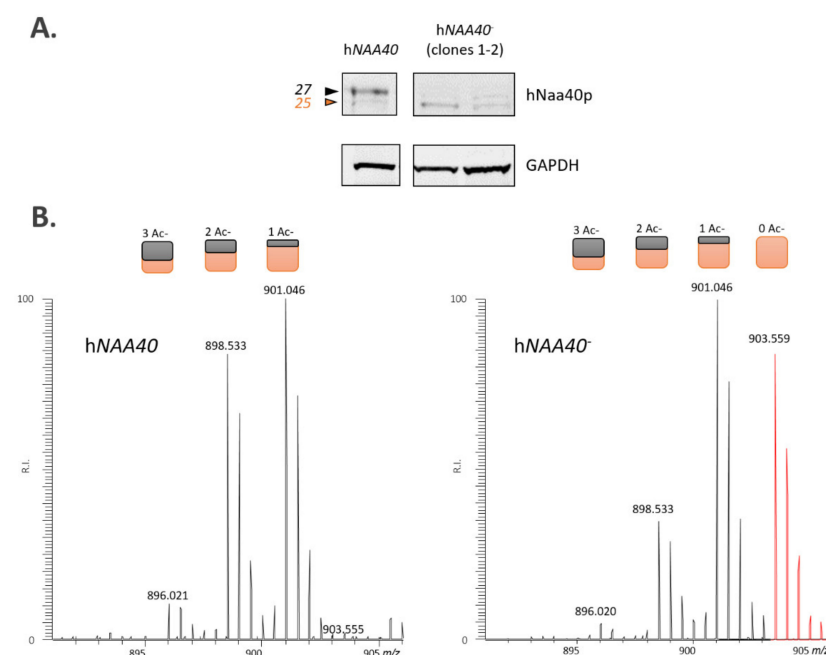 A.
hNAA40
hNAA40-
(clones 1-2)
27
25
hNaa40p
GAPDH
B.
3 Ac-
2 Ac-
1 Ac-
3 Ac-
2 Ac-
1 Ac-
0 Ac-
100
901.046
898.533
hNAA40
R.I.
896.021
903.555
0
895
900
905 m/z
100
901.046
903.559
hNAA40-
R.I.
898.533
896.020
0
895
900
905 m/z